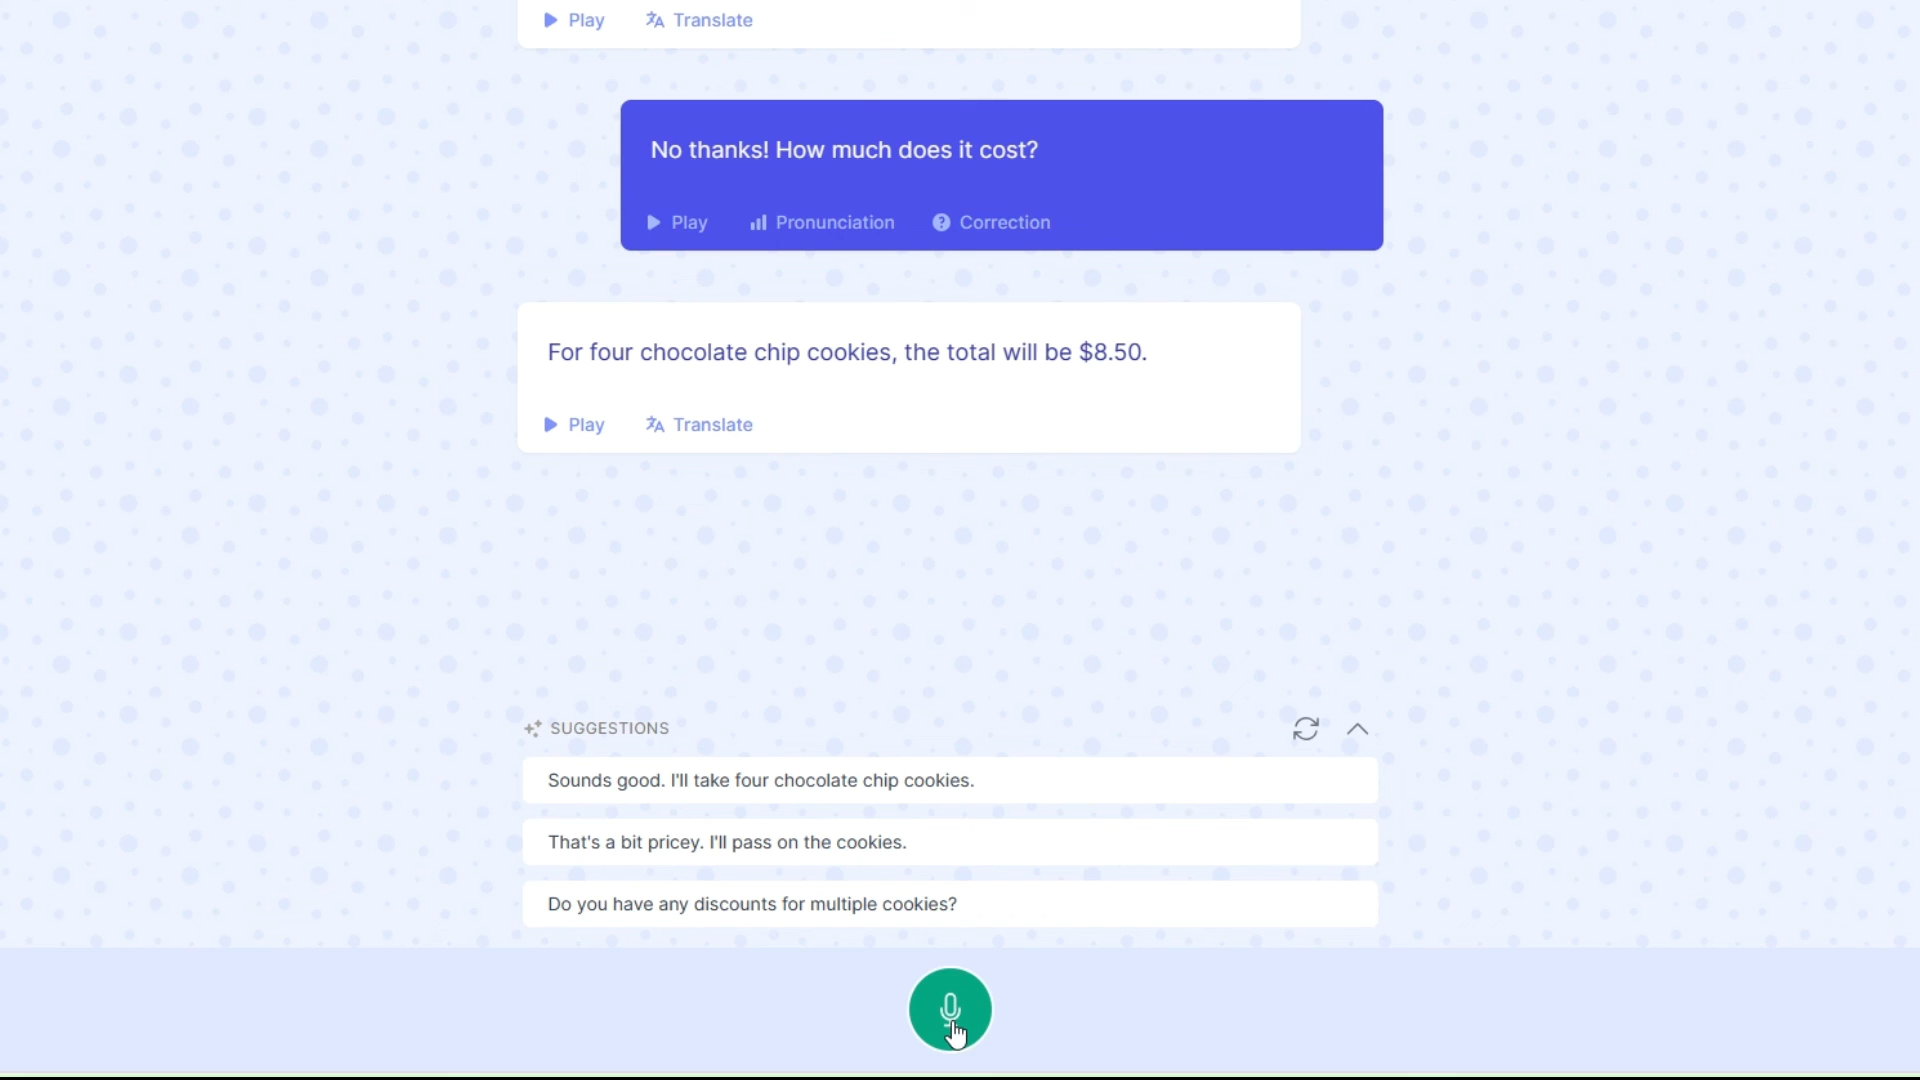 Play Translate
No thanks! How much does it cost?
Play Pronunciation Correction
For four chocolate chip cookies, the total will be $8.50.
Play Translate
SUGGESTIONS
Sounds good. I'll take four chocolate chip cookies.
That's a bit pricey. I'll pass on the cookies.
Do you have any discounts for multiple cookies?